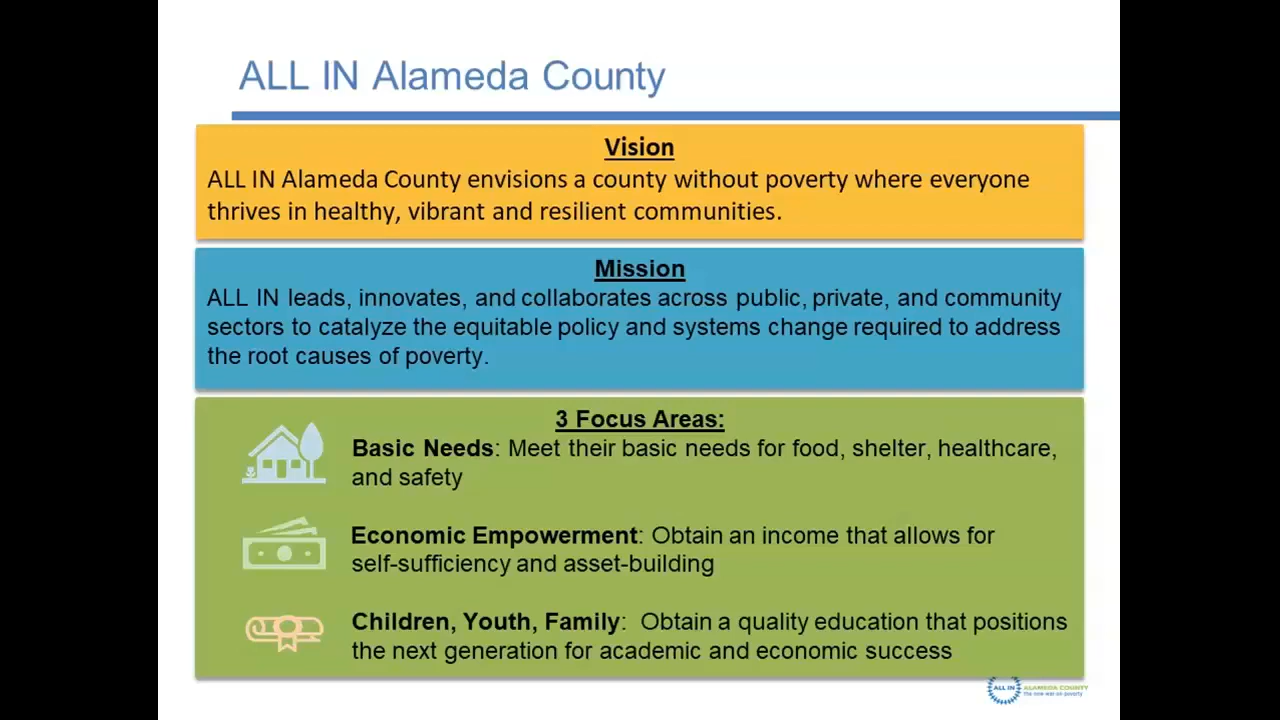 ALL IN Alameda County
Vision
ALL IN Alameda County envisions a county without poverty where everyone
thrives in healthy, vibrant and resilient communities.
Mission
ALL IN leads, innovates, and collaborates across public, private, and community
sectors to catalyze the equitable policy and systems change required to address
the root causes of poverty.
3 Focus Areas:
Basic Needs: Meet their basic needs for food, shelter, healthcare,
and safety
Economic Empowerment: Obtain an income that allows for
self-sufficiency and asset-building
Children, Youth, Family: Obtain a quality education that positions
the next generation for academic and economic success
ALL IN ALAMEDA COUNTY
the new war on poverty